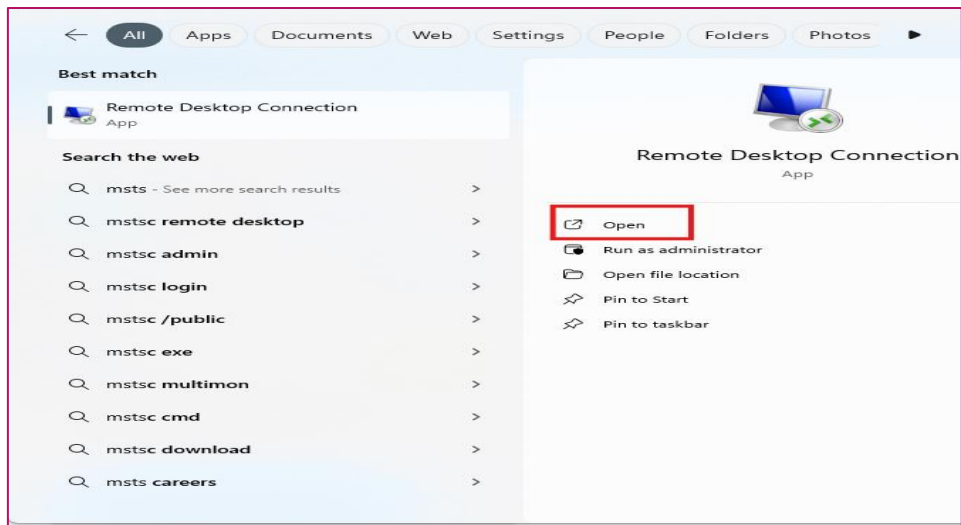 All Apps Documents Web Settings People Folders Photos
Best match
Remote Desktop Connection
App
Search the web
msts - See more search results
mstsc remote desktop
mstsc admin
mstsc login
mstsc /public
mstsc exe
mstsc multimon
mstsc cmd
mstsc download
msts careers
Remote Desktop Connection
App
Open
Run as administrator
Open file location
Pin to Start
Pin to taskbar